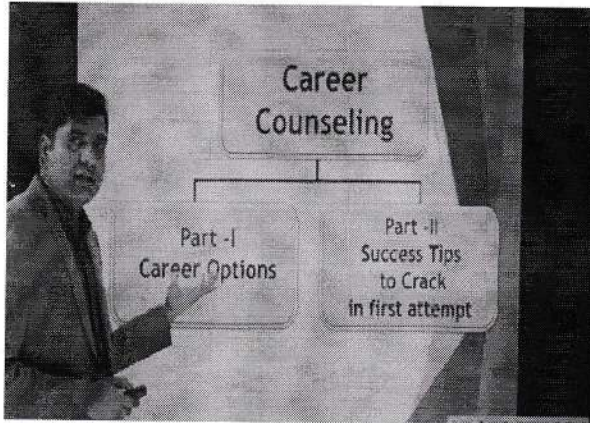 Career
Counseling
Part -I
Career Options
Part -II
Success Tips
to Crack
in first attempt